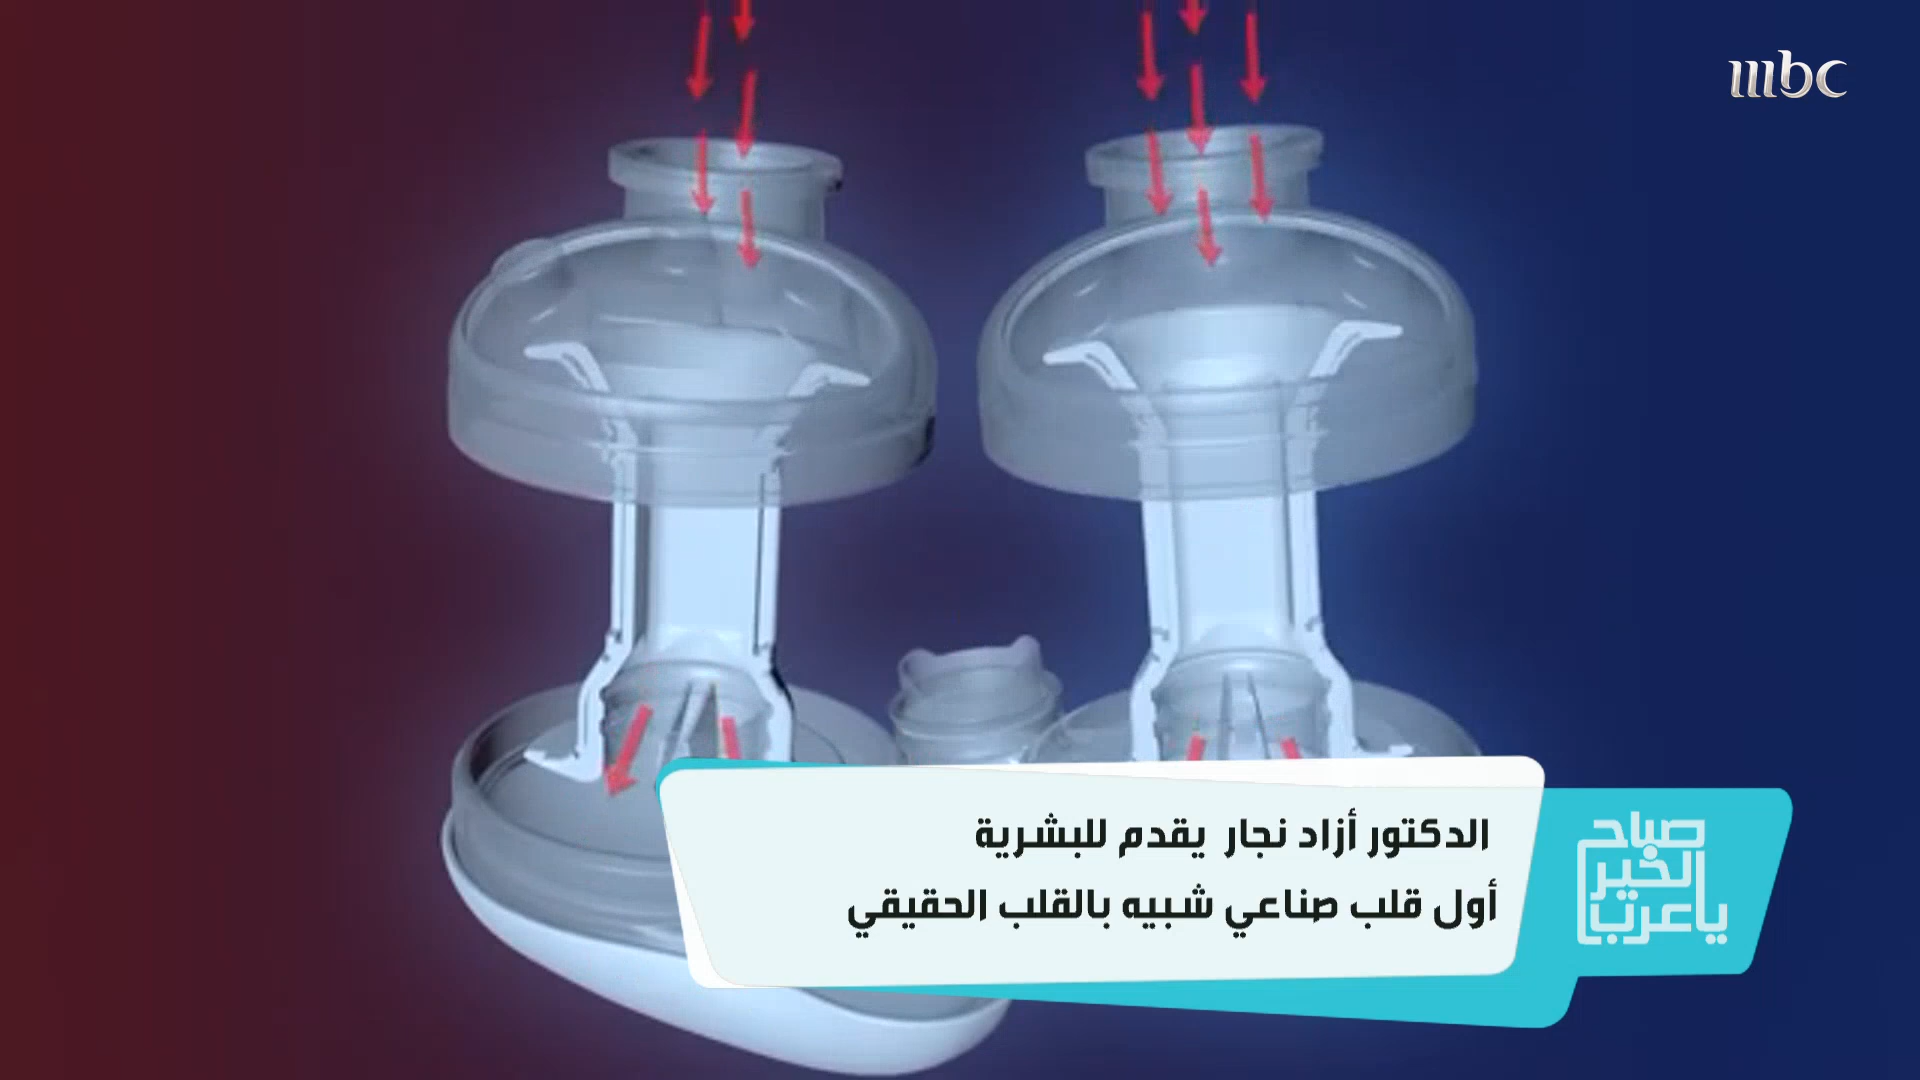 mbc
الدكتور أزاد نجار يقدم للبشرية
أول قلب صناعي شبيه بالقلب الحقيقي
صباح
الخير
ياعرب